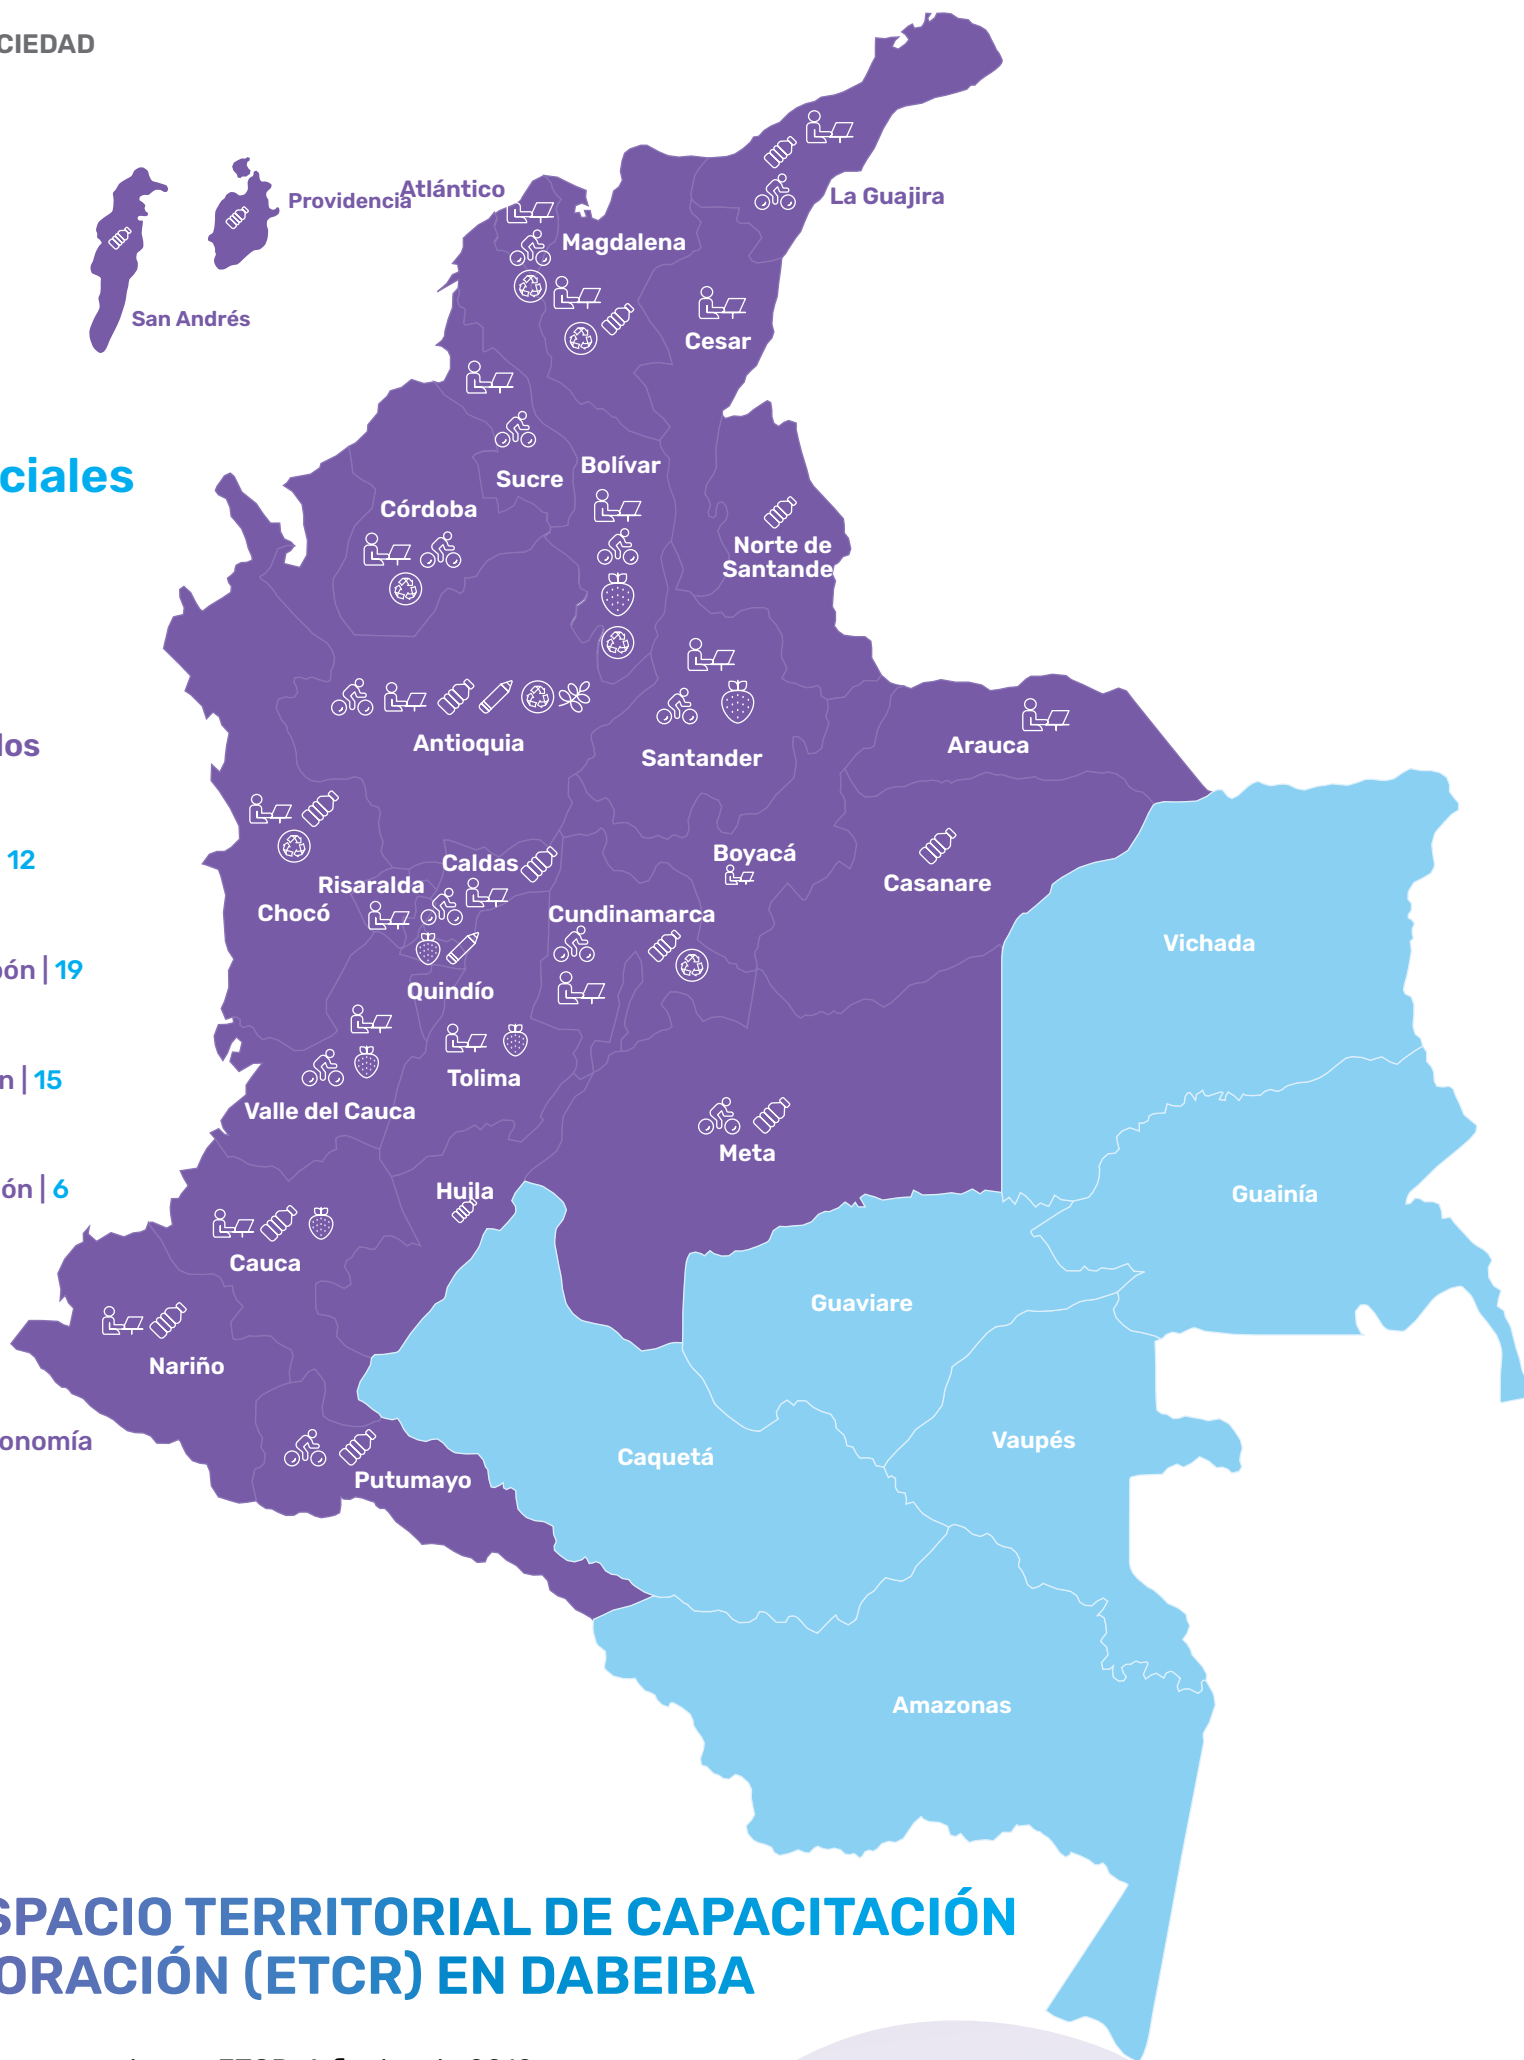 CIEDAD
Atlántico
Providencia
La Guajira
Magdalena
San Andrés
Cesar
ciales
Bolívar
Sucre
Córdoba
Norte de
Santander
los
Antioquia
Santander
Arauca
12
Caldas
Boyacá
Risaralda
Casanare
Chocó
Cundinamarca
Vichada
ón | 19
Quindío
n | 15
Tolima
Valle del Cauca
Meta
ón | 6
Huila
Guainía
Cauca
Guaviare
Nariño
onomía
Vaupés
Caquetá
Putumayo
Amazonas
SPACIO TERRITORIAL DE CAPACITACIÓN
ORACIÓN (ETCR) EN DABEIBA